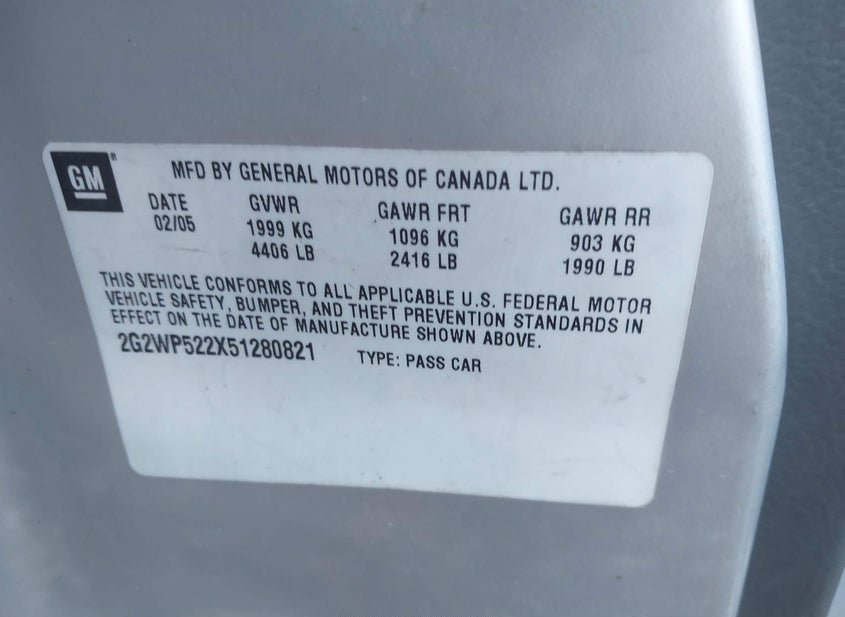 GM® MFD BY GENERAL MOTORS OF CANADA LTD.
DATE GVWR GAWR FRT GAWR RR
02/05 1999 KG 1096 KG 903 KG
4406 LB 2416 LB 1990 LB
THIS VEHICLE CONFORMS TO ALL APPLICABLE U.S. FEDERAL MOTOR
VEHICLE SAFETY, BUMPER, AND THEFT PREVENTION STANDARDS IN
EFFECT ON THE DATE OF MANUFACTURE SHOWN ABOVE.
2G2WP522X51280821 TYPE: PASS CAR